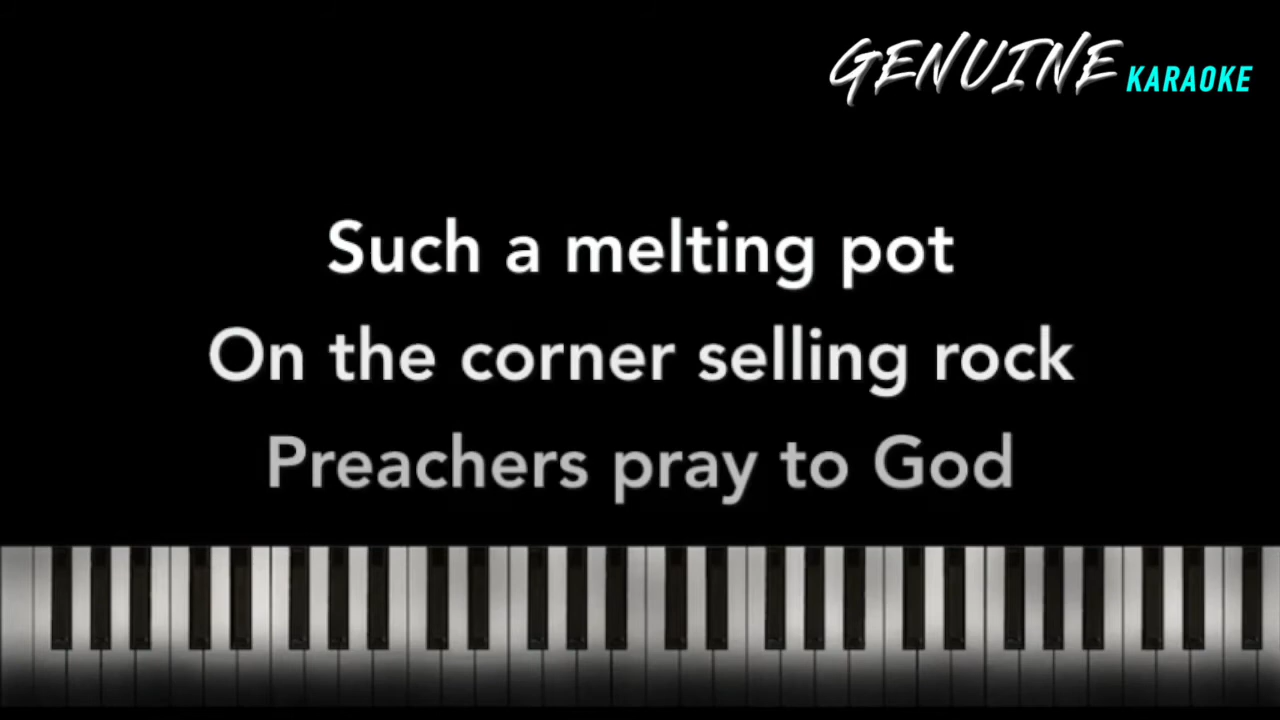 GENUINE KARAOKE
Such a melting pot
On the corner selling rock
Preachers pray to God